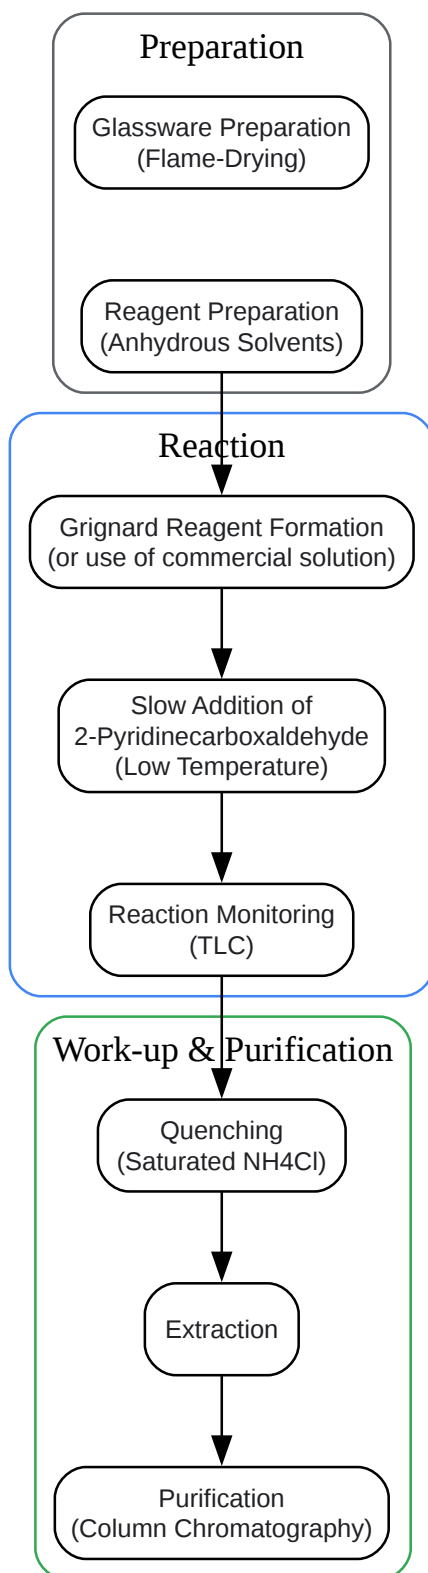 Preparation
Glassware Preparation
(Flame-Drying)
Reagent Preparation
(Anhydrous Solvents)
Reaction
Grignard Reagent Formation
(or use of commercial solution)
Slow Addition of
2-Pyridinecarboxaldehyde
(Low Temperature)
Reaction Monitoring
(TLC)
Work-up & Purification
Quenching
(Saturated NH4Cl)
Extraction
Purification
(Column Chromatography)